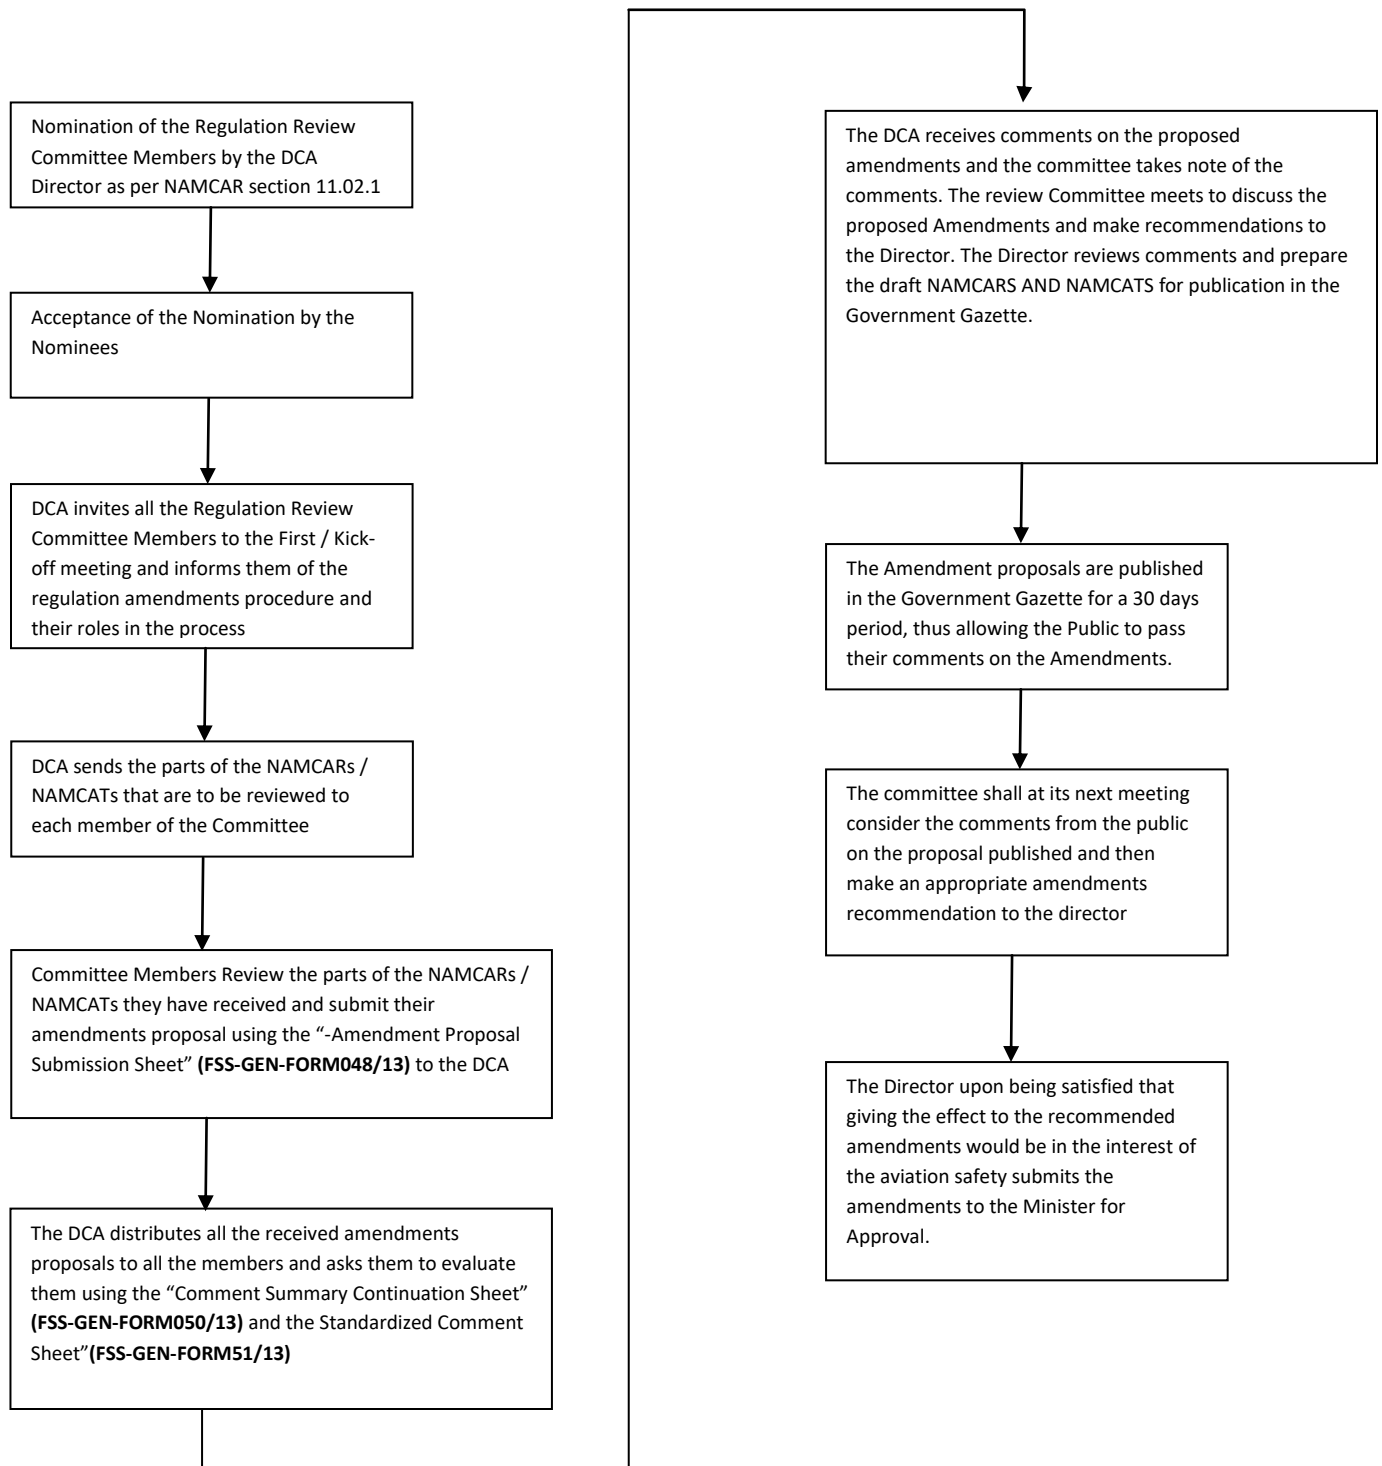 Nomination of the Regulation Review
Committee Members by the DCA
Director as per NAMCAR section 11.02.1
Acceptance of the Nomination by the
Nominees
DCA invites all the Regulation Review
Committee Members to the First / Kick-
off meeting and informs them of the
regulation amendments procedure and
their roles in the process
DCA sends the parts of the NAMCARs /
NAMCATs that are to be reviewed to
each member of the Committee
Committee Members Review the parts of the NAMCARs /
NAMCATs they have received and submit their
amendments proposal using the “-Amendment Proposal
Submission Sheet” (FSS-GEN-FORM048/13) to the DCA
The DCA distributes all the received amendments
proposals to all the members and asks them to evaluate
them using the “Comment Summary Continuation Sheet”
(FSS-GEN-FORM050/13) and the Standardized Comment
Sheet”(FSS-GEN-FORM51/13)
The DCA receives comments on the proposed
amendments and the committee takes note of the
comments. The review Committee meets to discuss the
proposed Amendments and make recommendations to
the Director. The Director reviews comments and prepare
the draft NAMCARS AND NAMCATS for publication in the
Government Gazette.
The Amendment proposals are published
in the Government Gazette for a 30 days
period, thus allowing the Public to pass
their comments on the Amendments.
The committee shall at its next meeting
consider the comments from the public
on the proposal published and then
make an appropriate amendments
recommendation to the director
The Director upon being satisfied that
giving the effect to the recommended
amendments would be in the interest of
the aviation safety submits the
amendments to the Minister for
Approval.